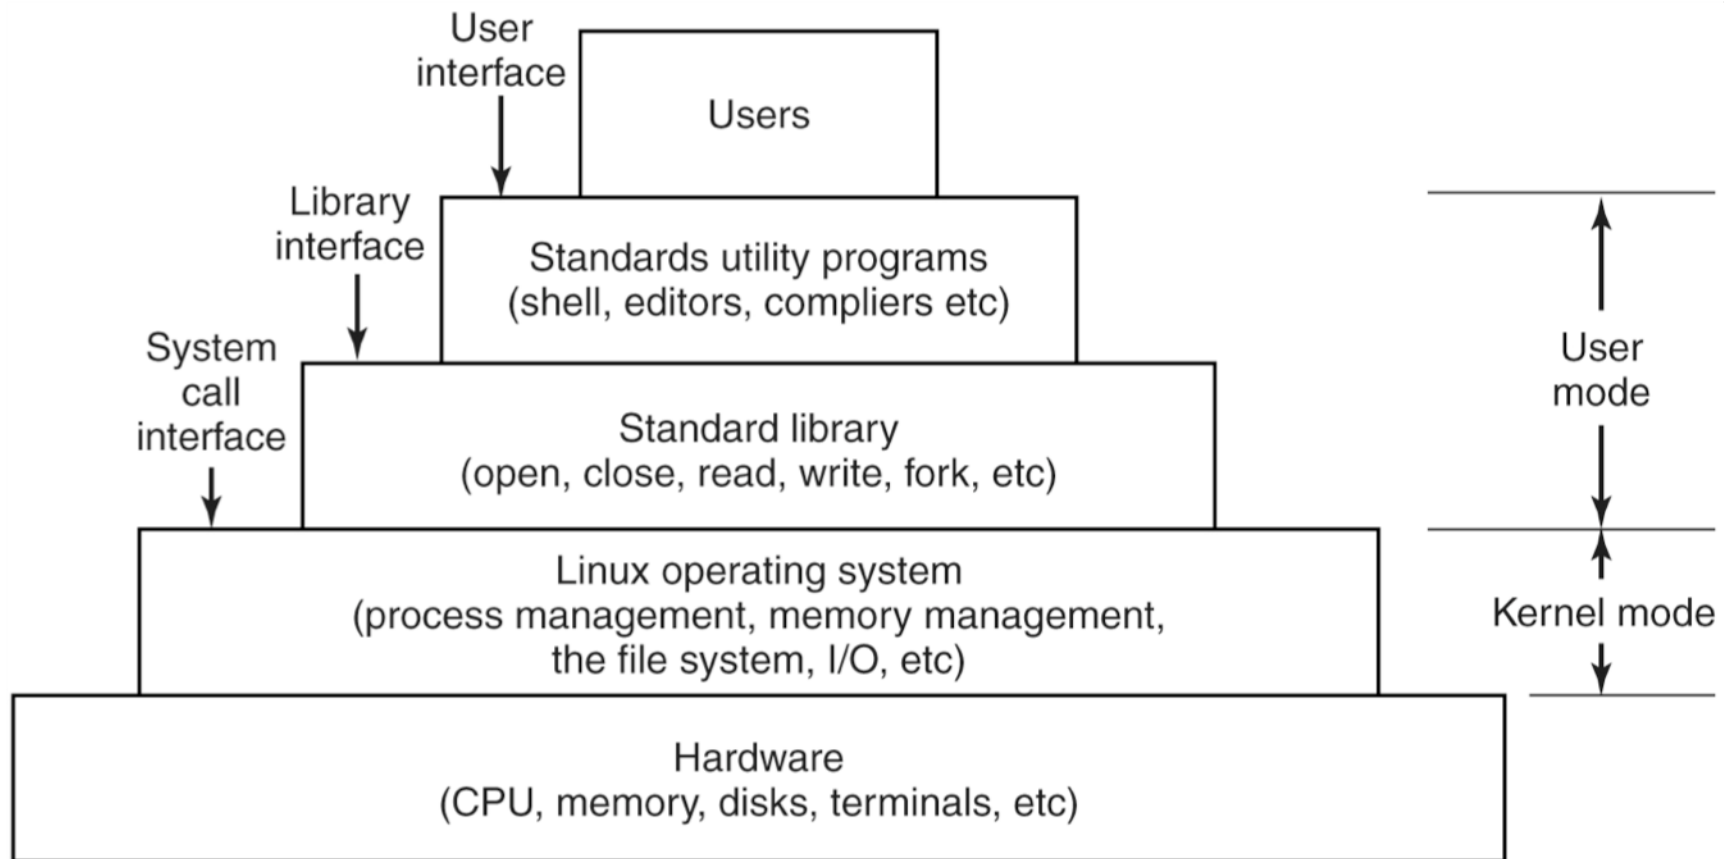 User
interface
Users
Library
interface
Standards utility programs
(shell, editors, compliers etc)
System
call
interface
User
mode
Standard library
(open, close, read, write, fork, etc)
Linux operating system
(process management, memory management,
the file system, I/O, etc)
Kernel mode
Hardware
(CPU, memory, disks, terminals, etc)